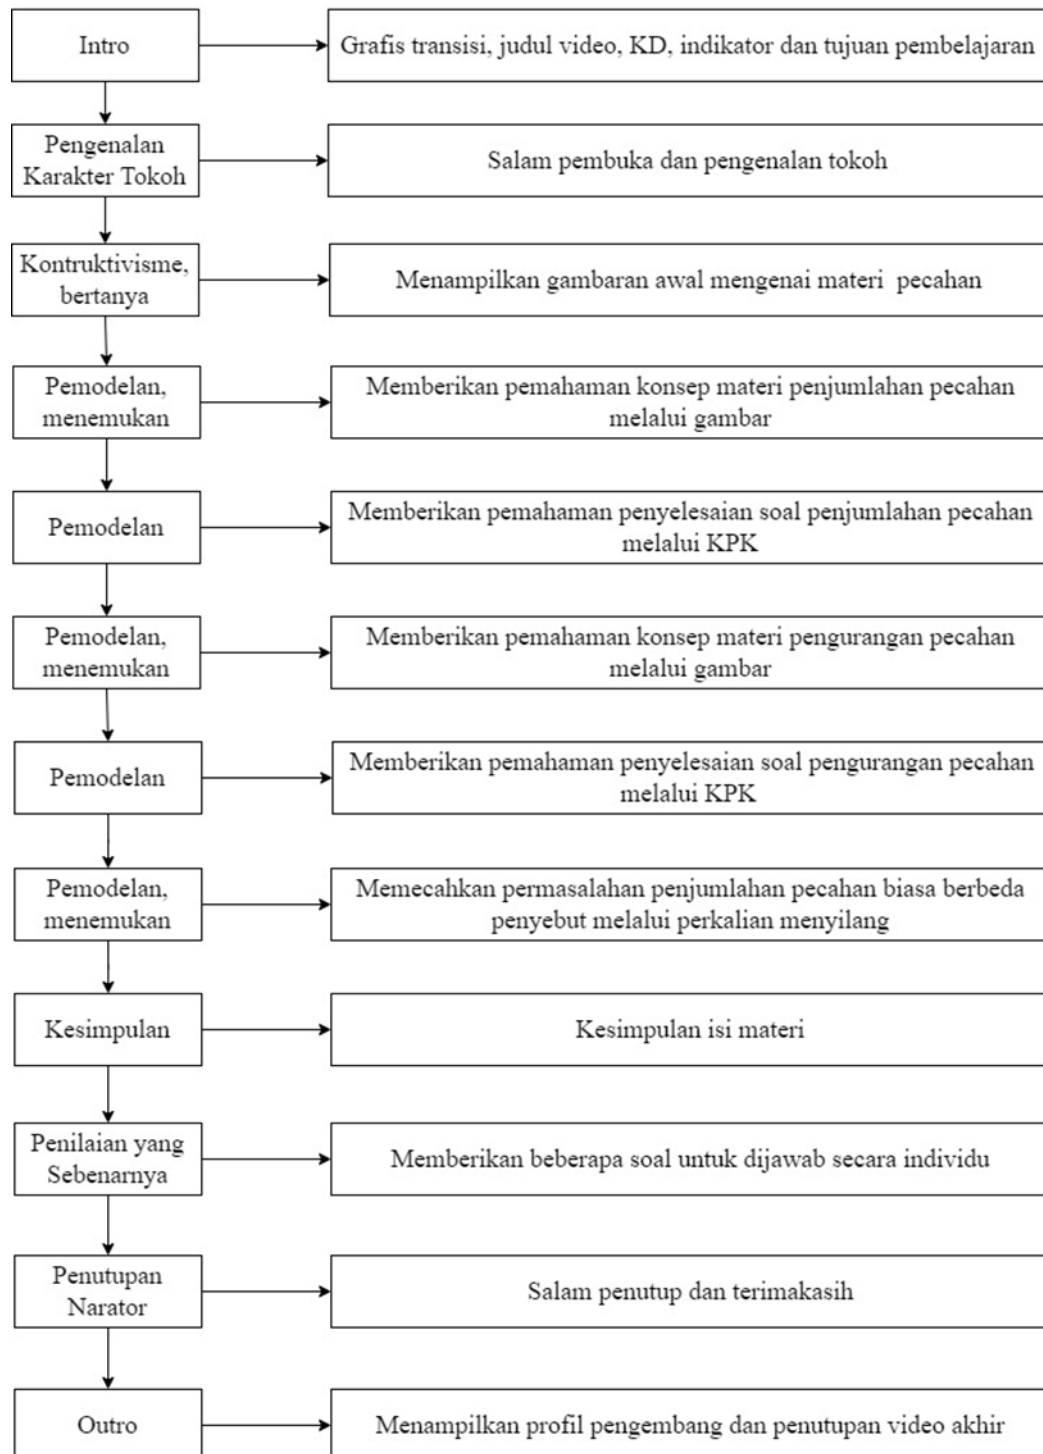 Intro
Grafis transisi, judul video, KD, indikator dan tujuan pembelajaran
Pengenalan
Karakter Tokoh
Salam pembuka dan pengenalan tokoh
Kontruktivisme,
bertanya
Menampilkan gambaran awal mengenai materi pecahan
Pemodelan,
menemukan
Memberikan pemahaman konsep materi penjumlahan pecahan
melalui gambar
Pemodelan
Memberikan pemahaman penyelesaian soal penjumlahan pecahan
melalui KPK
Pemodelan,
menemukan
Memberikan pemahaman konsep materi pengurangan pecahan
melalui gambar
Pemodelan
Memberikan pemahaman penyelesaian soal pengurangan pecahan
melalui KPK
Pemodelan,
menemukan
Memecahkan permasalahan penjumlahan pecahan biasa berbeda
penyebut melalui perkalian menyilang
Kesimpulan
Kesimpulan isi materi
Penilaian yang
Sebenarnya
Memberikan beberapa soal untuk dijawab secara individu
Penutupan
Narator
Salam penutup dan terimakasih
Outro
Menampilkan profil pengembang dan penutupan video akhir